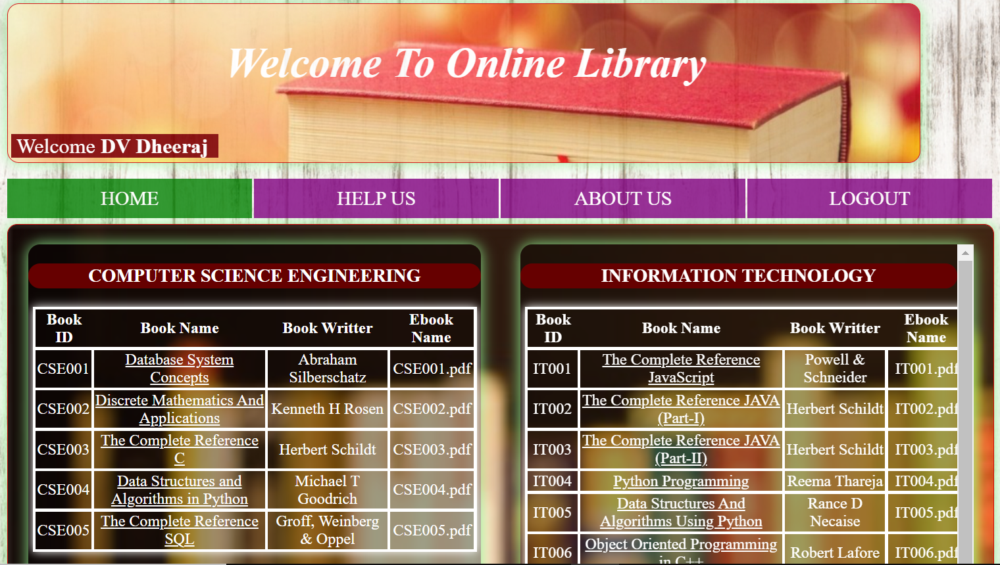 Welcome To Online Library
Welcome DV Dheeraj
HOME
HELP US
ABOUT US
LOGOUT
COMPUTER SCIENCE ENGINEERING
Book
ID
Book Name
Book Writter
Ebook
Name
CSE001
Database System
Concepts
Abraham
Silberschatz
CSE001.pdf
CSE002
Discrete Mathematics And
Applications
Kenneth H Rosen
CSE002.pdf
CSE003
The Complete Reference
C
Herbert Schildt
CSE003.pdf
CSE004
Data Structures and
Algorithms in Python
Michael T
Goodrich
CSE004.pdf
CSE005
The Complete Reference
SQL
Groff, Weinberg
& Oppel
CSE005.pdf
INFORMATION TECHNOLOGY
Book
ID
Book Name
Book Writter
Ebook
Name
IT001
The Complete Reference
JavaScript
Powell &
Schneider
IT001.pdf
IT002
The Complete Reference JAVA
(Part-I)
Herbert Schildt
IT002.pdf
IT003
The Complete Reference JAVA
(Part-II)
Herbert Schildt
IT003.pdf
IT004
Python Programming
Reema Thareja
IT004.pdf
IT005
Data Structures And
Algorithms Using Python
Rance D
Necaise
IT005.pdf
IT006
Object Oriented Programming
in C++
Robert Lafore
IT006.pdf